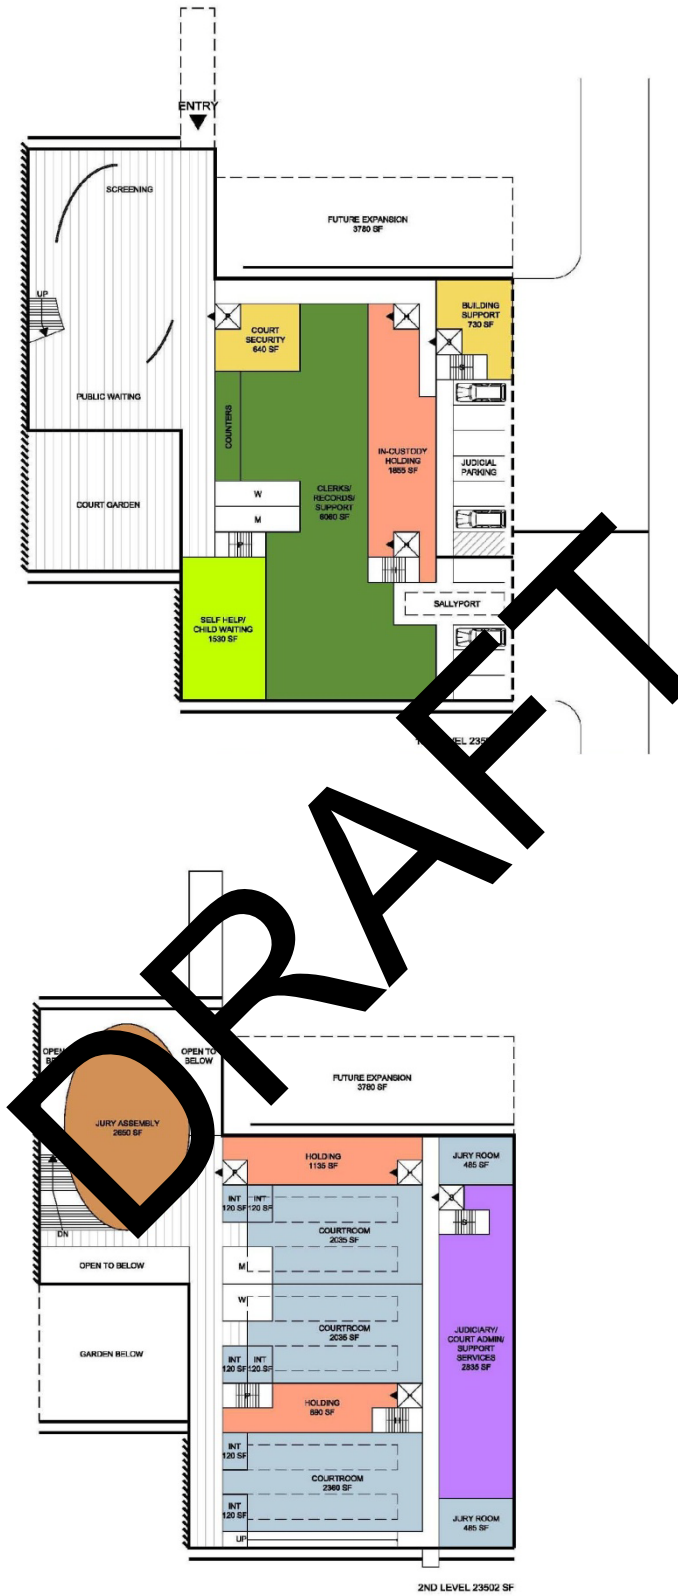 ENTRY
SCREENING
FUTURE EXPANSION
3780 SF
UP
P
COURT
SECURITY
640 SF
H
BUILDING
SUPPORT
730 SF
S
S
PUBLIC WAITING
COUNTERS
IN-CUSTODY
HOLDING
1855 SF
JUDICIAL
PARKING
CLERKS/
RECORDS/
SUPPORT
6060 SF
W
COURT GARDEN
M
P
H
SELF HELP/
CHILD WAITING
1530 SF
SALLYPORT
DRAFT
OPEN TO
BELOW
FUTURE EXPANSION
3780 SF
JURY ASSEMBLY
2650 SF
HOLDING
1135 SF
JURY ROOM
485 SF
P
H
S
INT
120 SF
INT
120 SF
S
COURTROOM
2035 SF
DN
OPEN TO BELOW
M
W
COURTROOM
2035 SF
GARDEN BELOW
JUDICIARY/
COURT ADMIN/
SUPPORT
SERVICES
2835 SF
INT
120 SF
INT
120 SF
P
H
HOLDING
590 SF
H
INT
120 SF
COURTROOM
2360 SF
INT
120 SF
JURY ROOM
485 SF
UP
2ND LEVEL 23502 SF